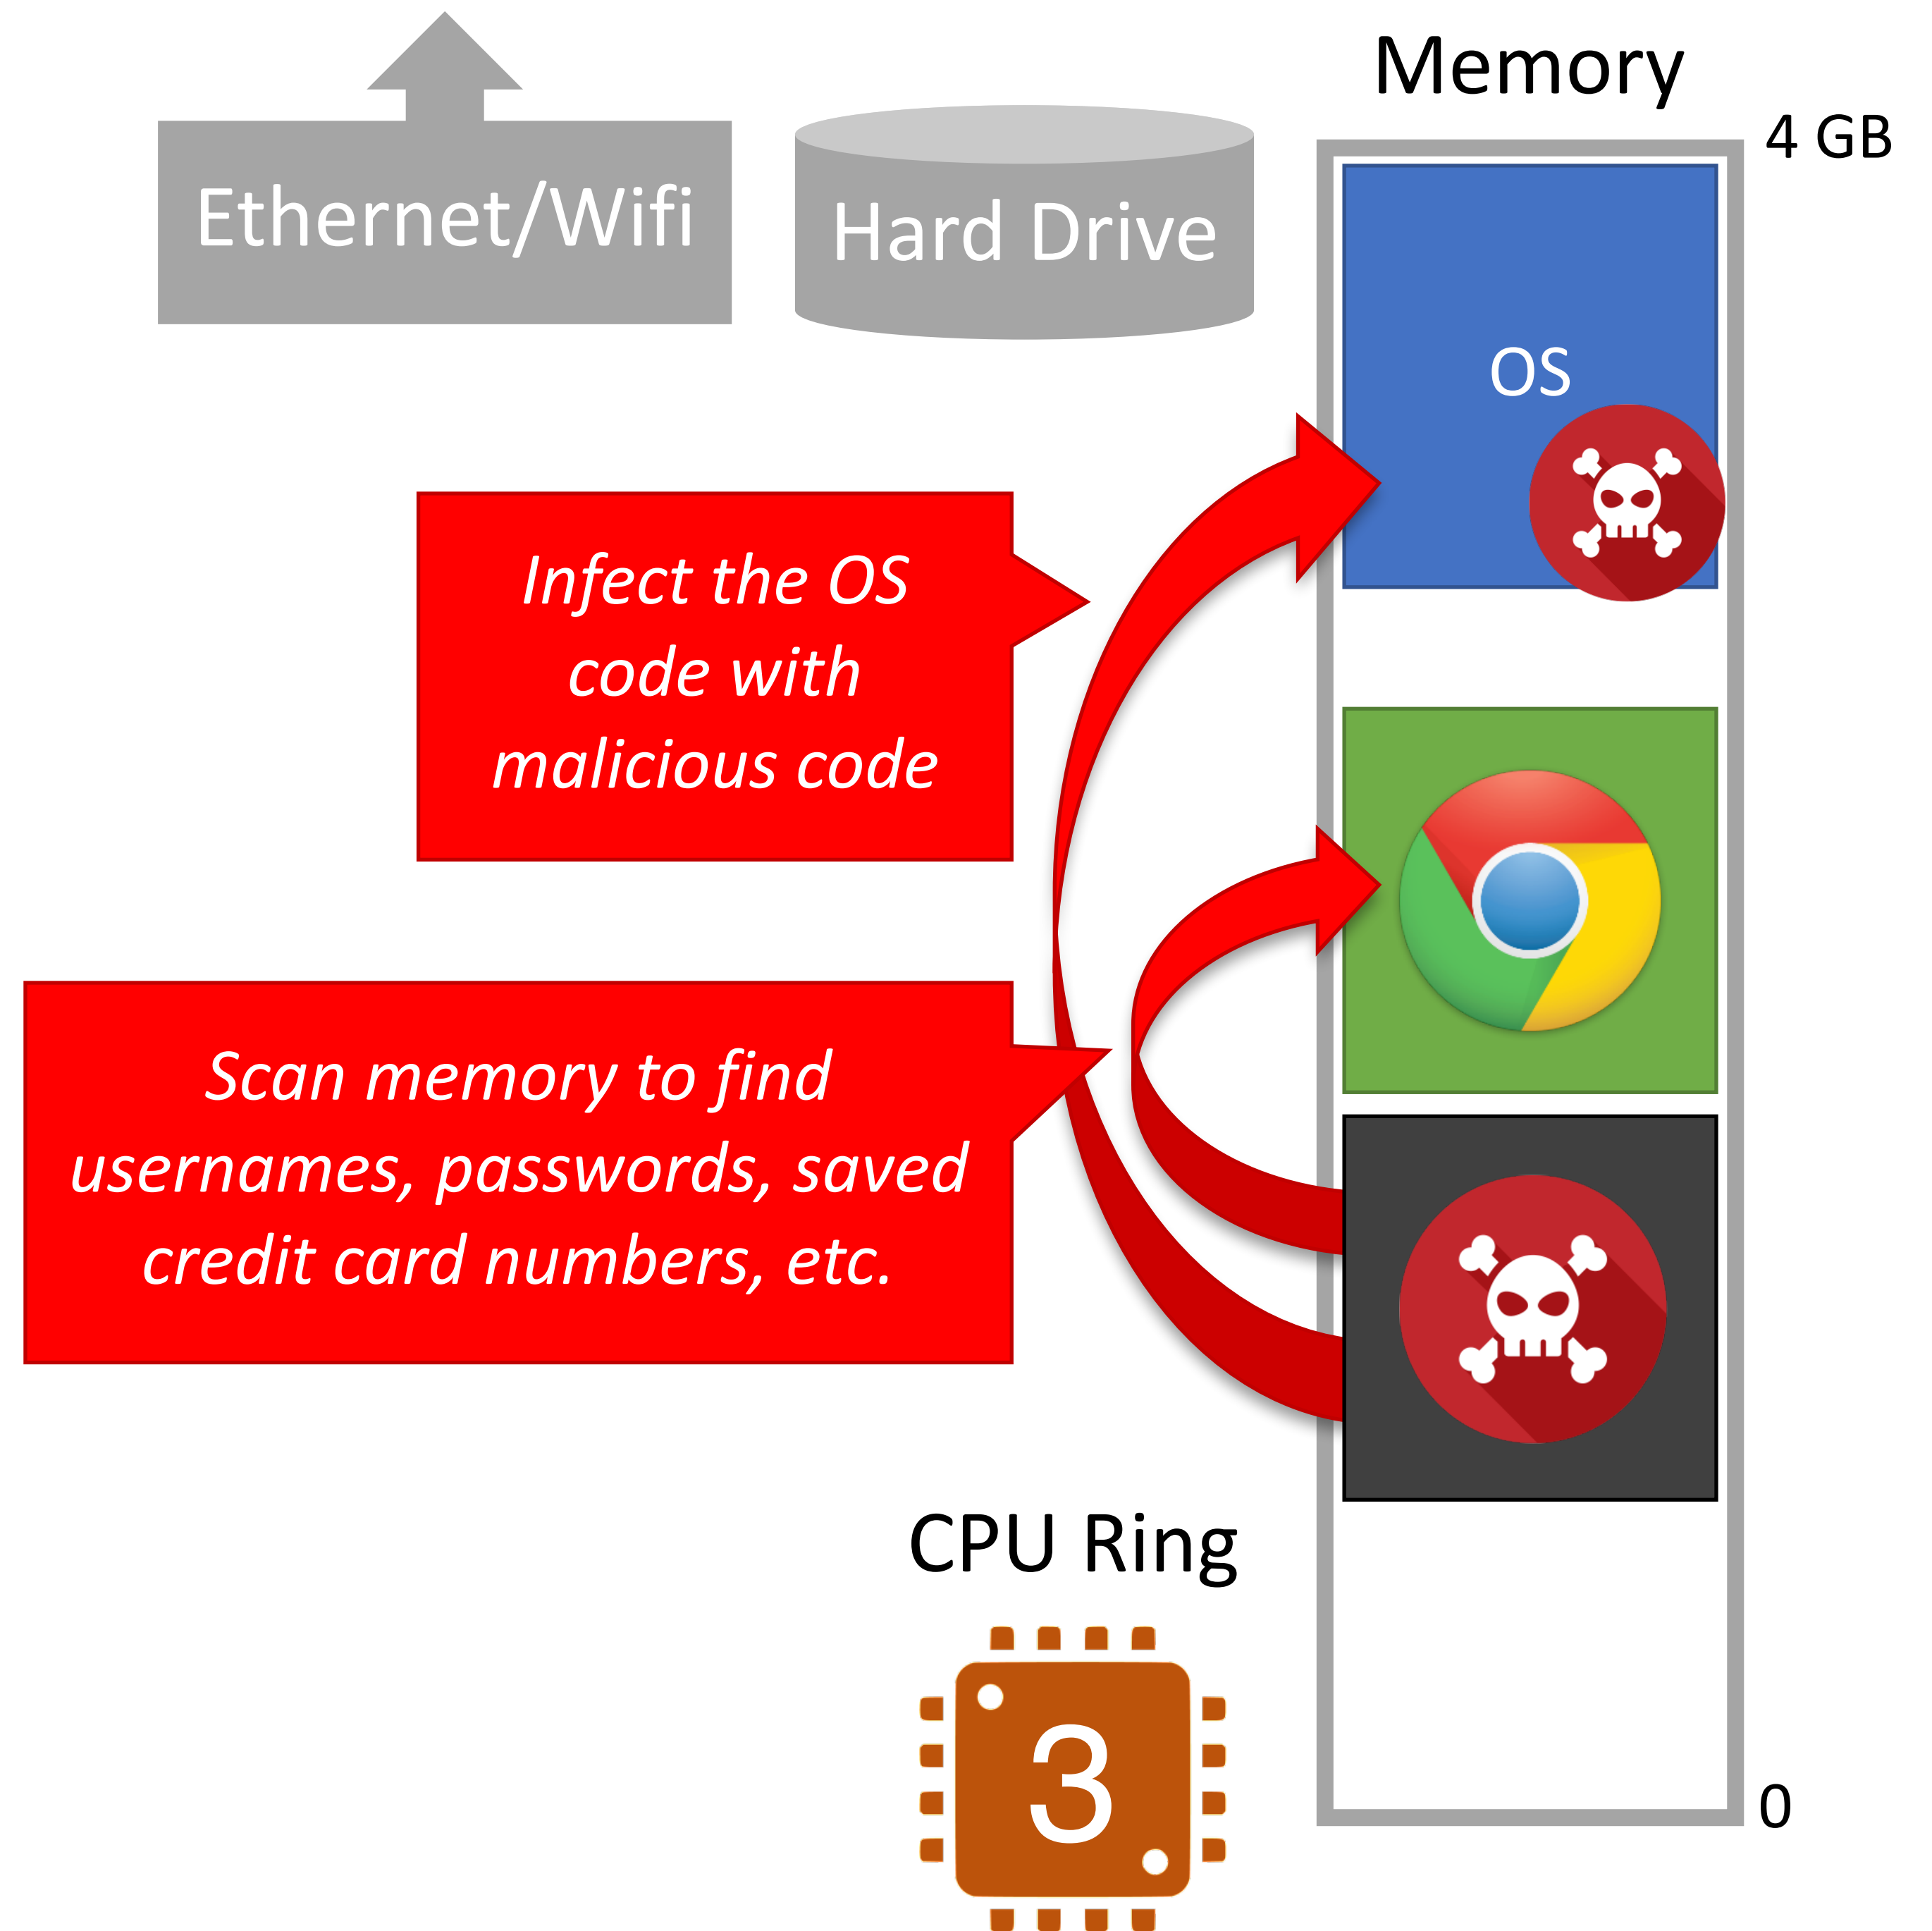 Memory
4 GB
Ethernet/Wifi
Hard Drive
OS
Infect the OS
code with
malicious code
Scan memory to find
usernames, passwords, saved
credit card numbers, etc.
CPU Ring
3
0